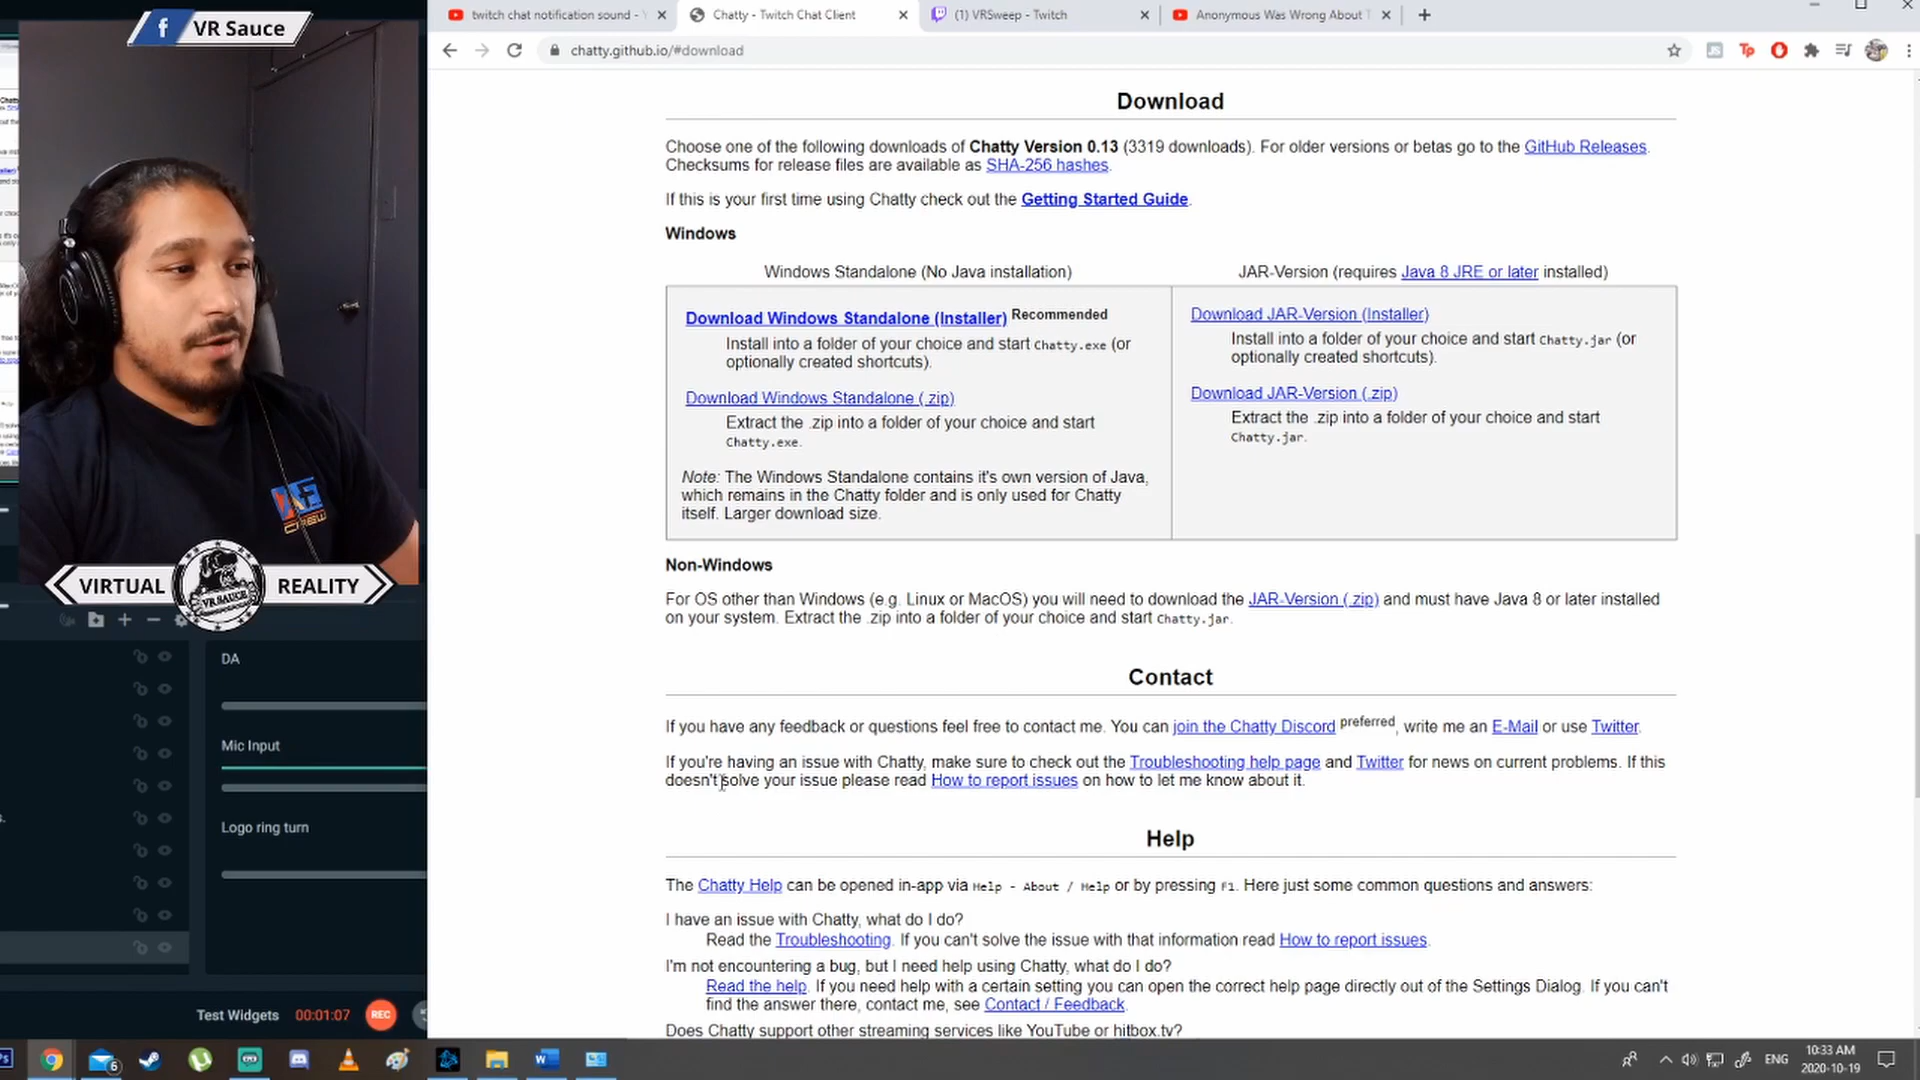 VR Sauce
twitch chat notification sound - Y
Chatty - Twitch Chat Client
(1) VRSweep - Twitch
Anonymous Was Wrong About T
chatty.github.io/#download
Download
Choose one of the following downloads of Chatty Version 0.13 (3319 downloads). For older versions or betas go to the GitHub Releases.
Checksums for release files are available as SHA-256 hashes.
If this is your first time using Chatty check out the Getting Started Guide.
Windows
Windows Standalone (No Java installation)
JAR-Version (requires Java 8 JRE or later installed)
Download Windows Standalone (Installer) Recommended
Install into a folder of your choice and start Chatty.exe (or
optionally created shortcuts).
Download Windows Standalone (.zip)
Extract the .zip into a folder of your choice and start
Chatty.exe.
Note: The Windows Standalone contains it's own version of Java,
which remains in the Chatty folder and is only used for Chatty
itself. Larger download size.
Download JAR-Version (Installer)
Install into a folder of your choice and start Chatty.jar (or
optionally created shortcuts).
Download JAR-Version (.zip)
Extract the .zip into a folder of your choice and start
Chatty.jar.
Non-Windows
For OS other than Windows (e.g. Linux or MacOS) you will need to download the JAR-Version (.zip) and must have Java 8 or later installed
on your system. Extract the .zip into a folder of your choice and start Chatty.jar.
Contact
If you have any feedback or questions feel free to contact me. You can join the Chatty Discord preferred, write me an E-Mail or use Twitter.
If you're having an issue with Chatty, make sure to check out the Troubleshooting help page and Twitter for news on current problems. If this
doesn't solve your issue please read How to report issues on how to let me know about it.
Help
The Chatty Help can be opened in-app via Help - About / Help or by pressing F1. Here just some common questions and answers:
I have an issue with Chatty, what do I do?
Read the Troubleshooting. If you can't solve the issue with that information read How to report issues.
I'm not encountering a bug, but I need help using Chatty, what do I do?
Read the help. If you need help with a certain setting you can open the correct help page directly out of the Settings Dialog. If you can't
find the answer there, contact me, see Contact / Feedback.
Does Chatty support other streaming services like YouTube or hitbox.tv?
VIRTUAL
VR SAUCE
REALITY
DA
Mic Input
Logo ring turn
Test Widgets
00:01:07
REC
6
ENG
10:33 AM
2020-10-19